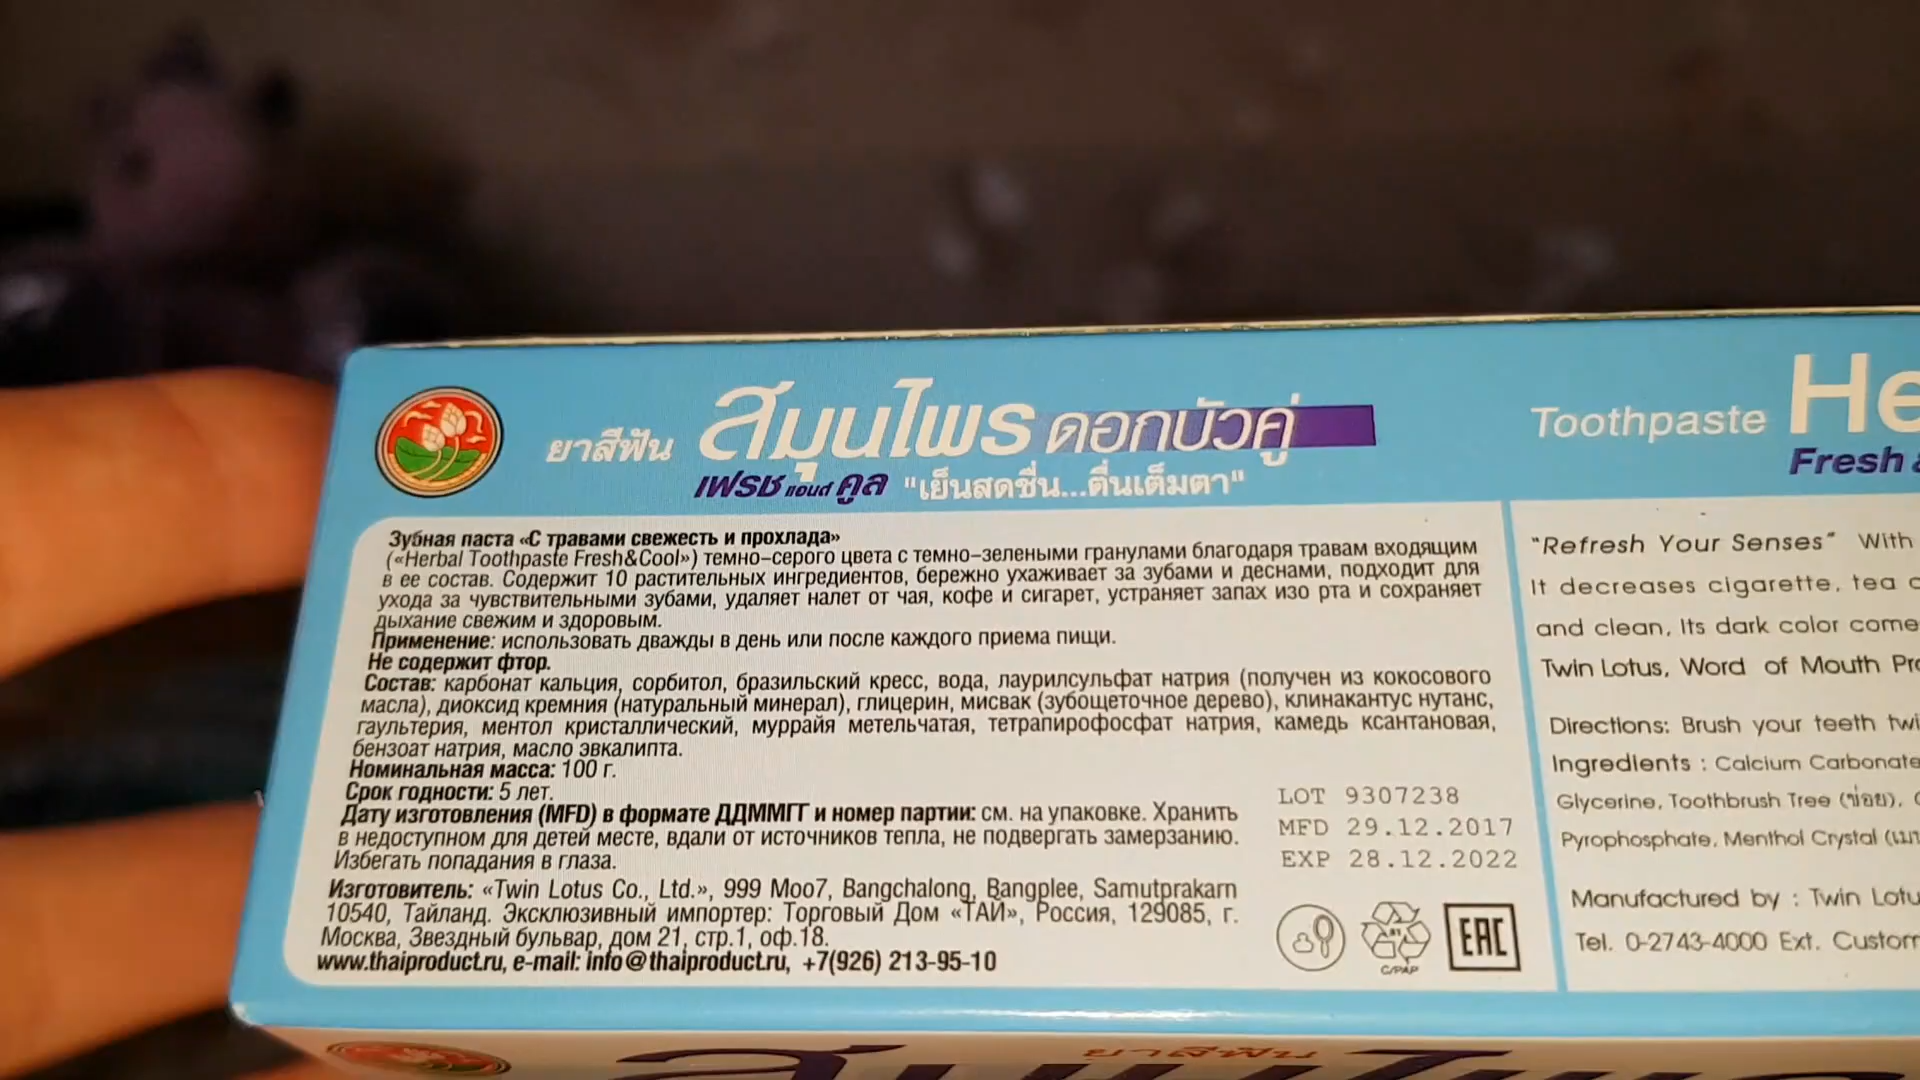 ยาสีฟัน สมุนไพร ดอกบัวคู่
เฟรช แอนด์ คูล "เย็นสดชื่น...ตื่นเต็มตา"
Зубная паста «С травами свежесть и прохлада»
(«Herbal Toothpaste Fresh&Cool») темно-серого цвета с темно-зелеными гранулами благодаря травам входящим
в ее состав. Содержит 10 растительных ингредиентов, бережно ухаживает за зубами и деснами, подходит для
ухода за чувствительными зубами, удаляет налет от чая, кофе и сигарет, устраняет запах изо рта и сохраняет
дыхание свежим и здоровым.
Применение: использовать дважды в день или после каждого приема пищи.
Не содержит фтор.
Состав: карбонат кальция, сорбитол, бразильский кресс, вода, лаурилсульфат натрия (получен из кокосового
масла), диоксид кремния (натуральный минерал), глицерин, мисвак (зубощеточное дерево), клинакантус нутанс,
гаультерия, ментол кристаллический, муррайя метельчатая, тетрапирофосфат натрия, камедь ксантановая,
бензоат натрия, масло эвкалипта.
Номинальная масса: 100 г.
Срок годности: 5 лет.
Дату изготовления (MFD) в формате ДДММГГ и номер партии: см. на упаковке. Хранить
в недоступном для детей месте, вдали от источников тепла, не подвергать замерзанию.
Избегать попадания в глаза.
Изготовитель: «Twin Lotus Co., Ltd.», 999 Moo7, Bangchalong, Bangplee, Samutprakarn
10540, Тайланд. Эксклюзивный импортер: Торговый Дом «ТАЙ», Россия, 129085, г.
Москва, Звездный бульвар, дом 21, стр.1, оф.18.
www.thaiproduct.ru, e-mail: info@thaiproduct.ru, +7(926) 213-95-10
LOT 9307238
MFD 29.12.2017
EXP 28.12.2022
81
C/PAP
EAC
Toothpaste He
Fresh &
"Refresh Your Senses" With
It decreases cigarette, tea c
and clean, Its dark color come
Twin Lotus, Word of Mouth Pro
Directions: Brush your teeth twi
Ingredients : Calcium Carbonate
Glycerine, Toothbrush Tree (ข่อย),
Pyrophosphate, Menthol Crystal
Manufactured by : Twin Lotu
Tel. 0-2743-4000 Ext. Custom
ยาสีฟัน